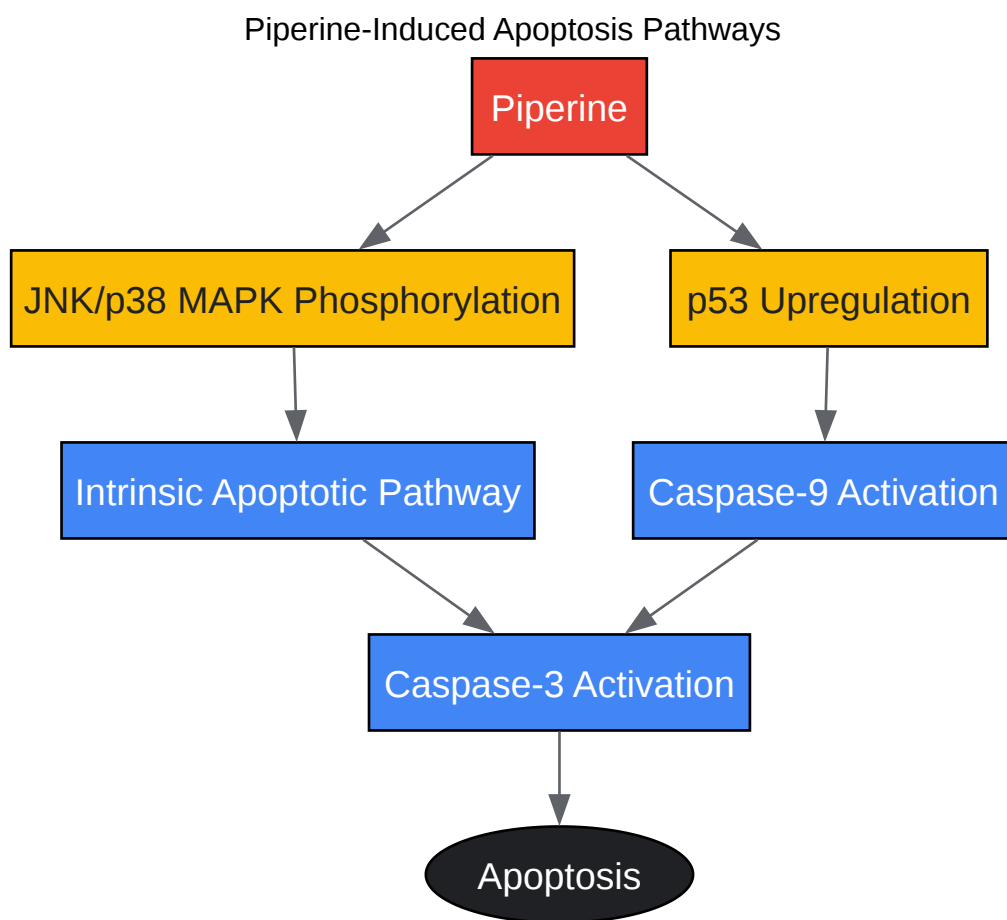 Piperine-Induced Apoptosis Pathways
Piperine
JNK/p38 MAPK Phosphorylation
p53 Upregulation
Intrinsic Apoptotic Pathway
Caspase-9 Activation
Caspase-3 Activation
Apoptosis